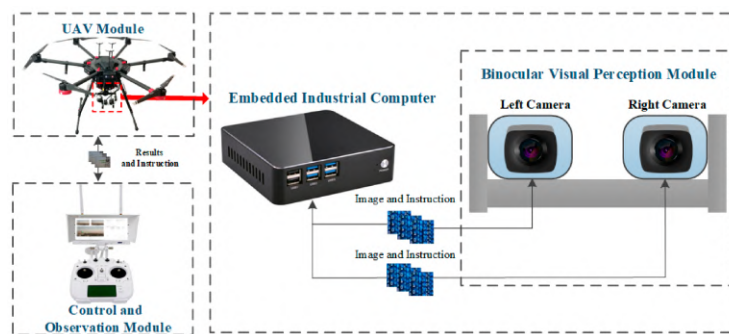 UAV Module
Results
and Instruction
Control and
Observation Module
Embedded Industrial Computer
Binocular Visual Perception Module
Left Camera
Right Camera
Image and Instruction
Image and Instruction